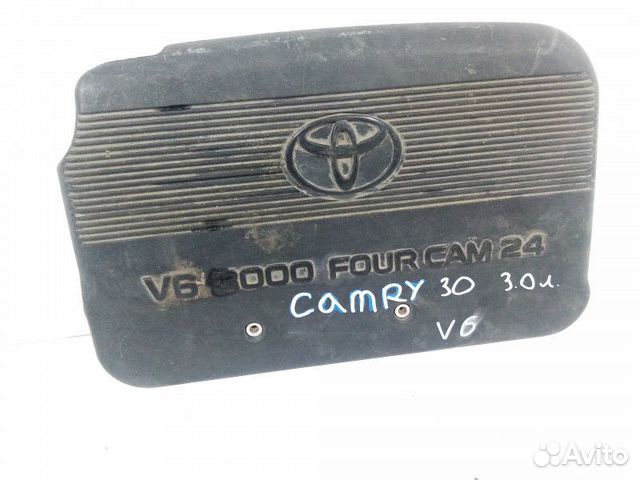 V6 3000 FOUR CAM 24
CAMRY 30 3.0л.
V6
Avito